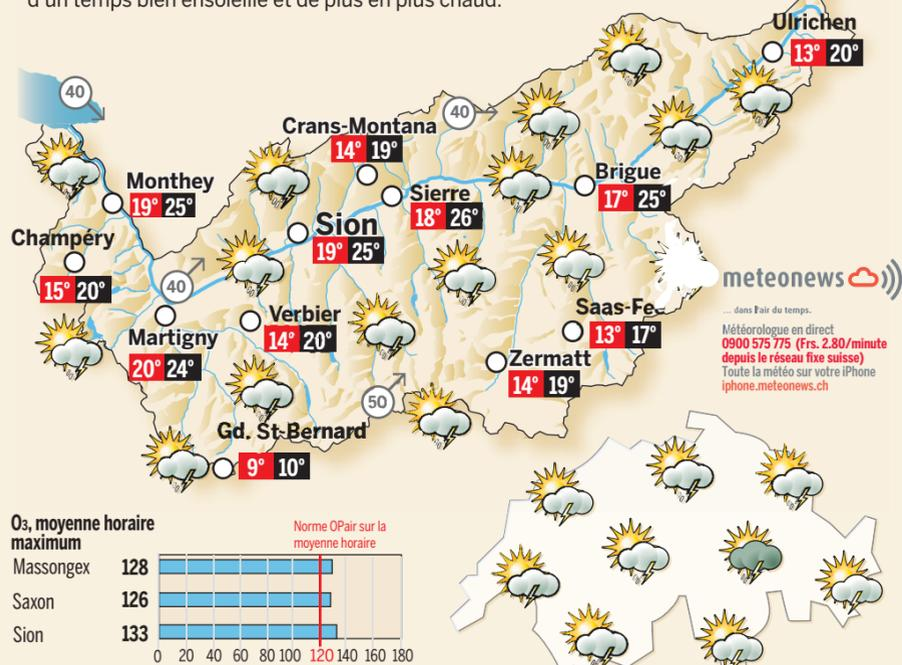 d'un temps bien ensoleillé et de plus en plus chaud.
Ulrichen
13° 20°
40
40
Crans-Montana
14° 19°
Monthey
19° 25°
Sierre
18° 26°
Brigue
17° 25°
Sion
19° 25°
Champéry
15° 20°
40
meteonews
... dans l'air du temps.
Météorologue en direct
0900 575 775 (Frs. 2.80/minute
depuis le réseau fixe suisse)
Toute la météo sur votre iPhone
iphone.meteonews.ch
Martigny
20° 24°
Verbier
14° 20°
Saas-Fe
13° 17°
Zermatt
14° 19°
50
Gd. St-Bernard
9° 10°
O3, moyenne horaire
maximum
Norme OPair sur la
moyenne horaire
Massongex 128
Saxon 126
Sion 133
0 20 40 60 80 100 120 140 160 180